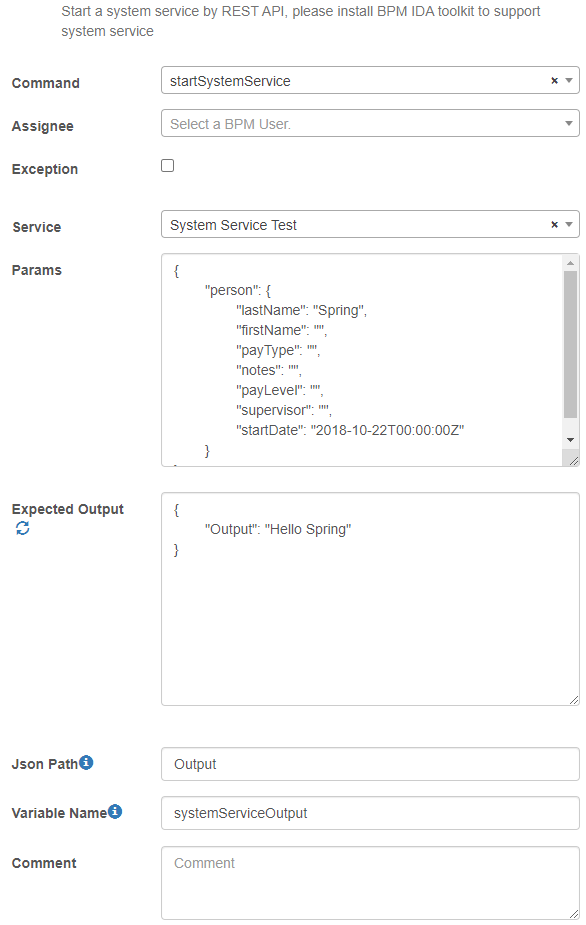 Start a system service by REST API, please install BPM IDA toolkit to support
system service
Command
startSystemService
Assignee
Select a BPM User.
Exception
Service
System Service Test
Params
{
"person": {
"lastName": "Spring",
"firstName": "",
"payType": "",
"notes": "",
"payLevel": "",
"supervisor": "",
"startDate": "2018-10-22T00:00:00Z"
}
Expected Output
{
"Output": "Hello Spring"
}
Json Path
Output
Variable Name
systemServiceOutput
Comment
Comment